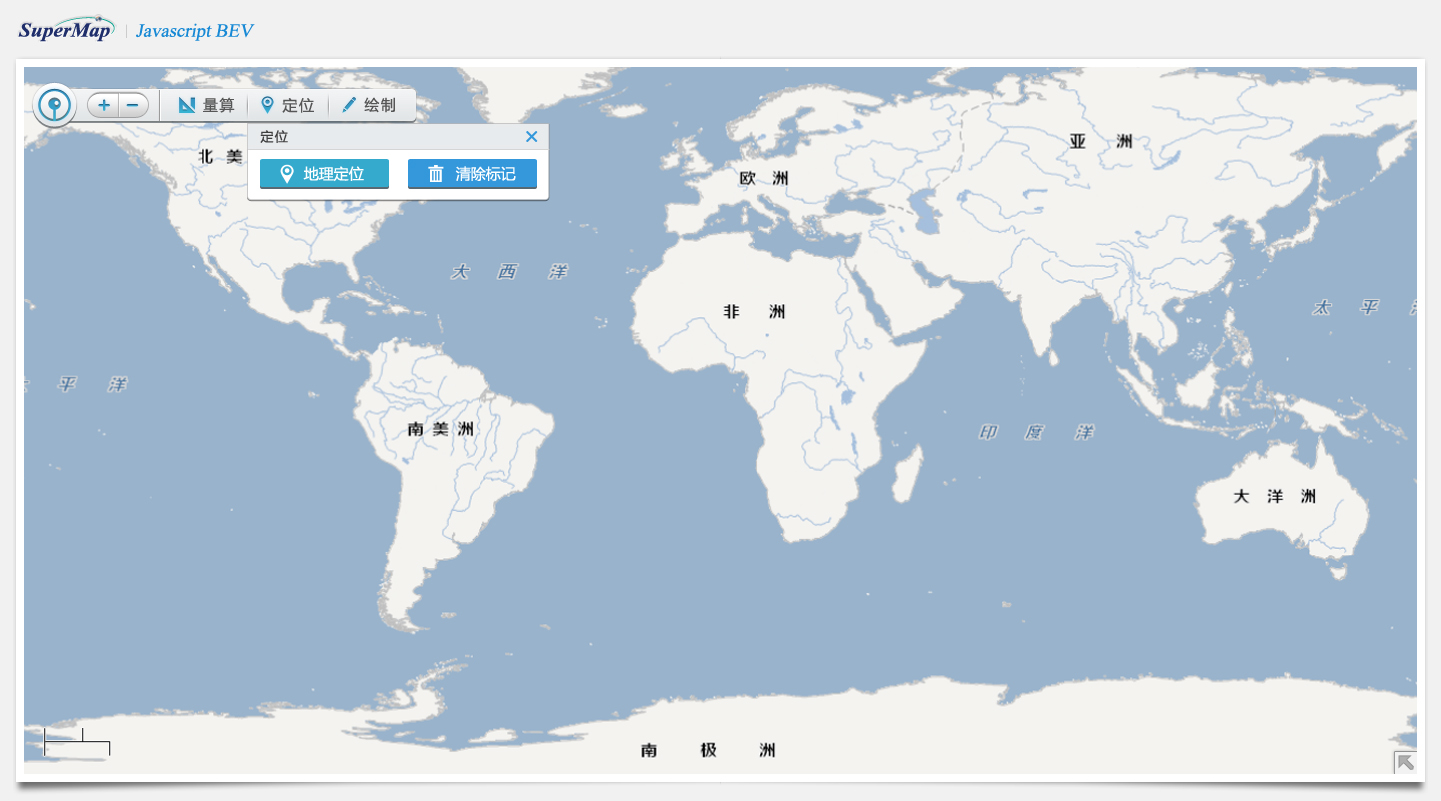 SuperMap | Javascript BEV
+ − 量算 定位 绘制
定位 ×
地理定位 清除标记
北 美
亚 洲
欧 洲
大 西 洋
非 洲
太 平
平 洋
南 美 洲
印 度 洋
大 洋 洲
南 极 洲